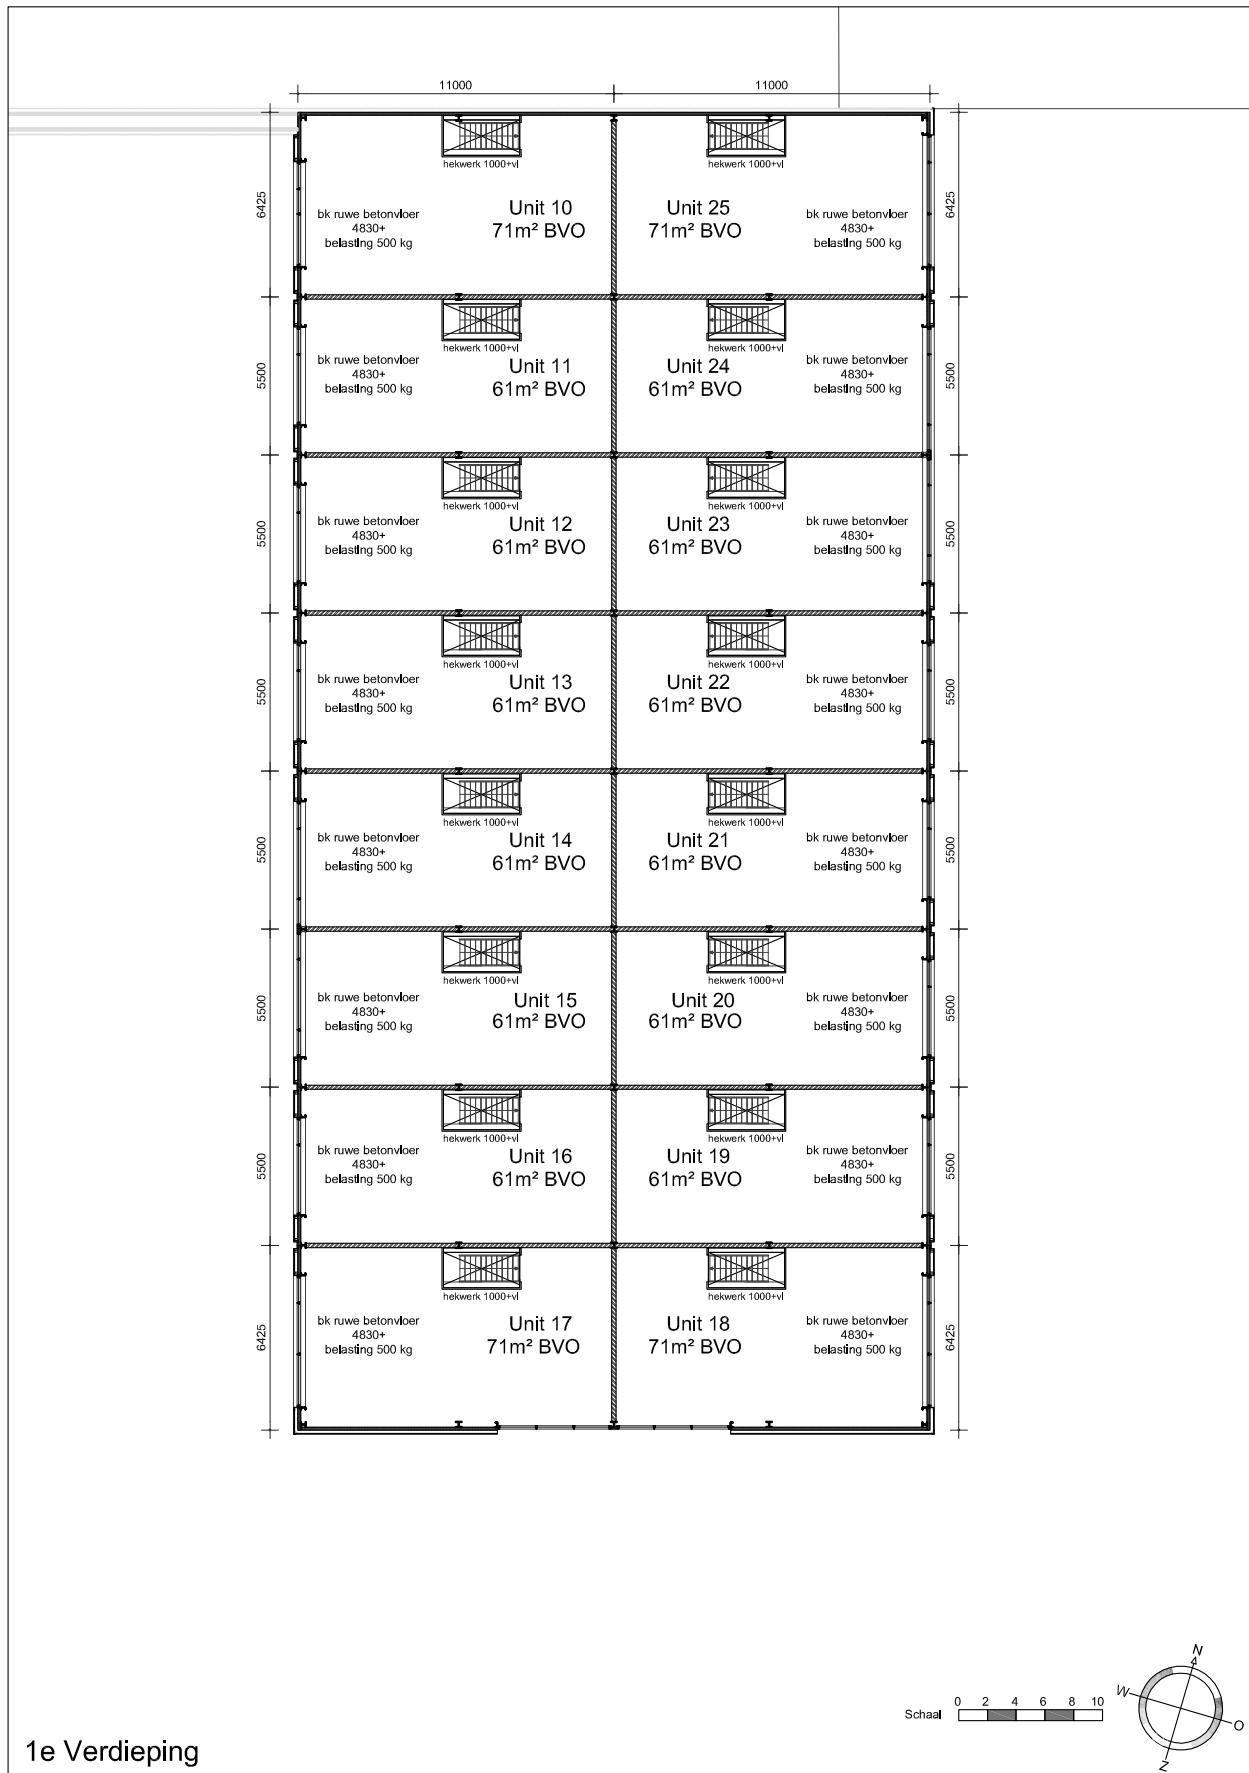 11000
11000
hekwerk 1000+vl
hekwerk 1000+vl
6425
bk ruwe betonvloer
4830+
belasting 500 kg
Unit 10
71m² BVO
Unit 25
71m² BVO
bk ruwe betonvloer
4830+
belasting 500 kg
6425
hekwerk 1000+vl
hekwerk 1000+vl
5500
bk ruwe betonvloer
4830+
belasting 500 kg
Unit 11
61m² BVO
Unit 24
61m² BVO
bk ruwe betonvloer
4830+
belasting 500 kg
5500
hekwerk 1000+vl
hekwerk 1000+vl
5500
bk ruwe betonvloer
4830+
belasting 500 kg
Unit 12
61m² BVO
Unit 23
61m² BVO
bk ruwe betonvloer
4830+
belasting 500 kg
5500
hekwerk 1000+vl
hekwerk 1000+vl
5500
bk ruwe betonvloer
4830+
belasting 500 kg
Unit 13
61m² BVO
Unit 22
61m² BVO
bk ruwe betonvloer
4830+
belasting 500 kg
5500
hekwerk 1000+vl
hekwerk 1000+vl
5500
bk ruwe betonvloer
4830+
belasting 500 kg
Unit 14
61m² BVO
Unit 21
61m² BVO
bk ruwe betonvloer
4830+
belasting 500 kg
5500
hekwerk 1000+vl
hekwerk 1000+vl
5500
bk ruwe betonvloer
4830+
belasting 500 kg
Unit 15
61m² BVO
Unit 20
61m² BVO
bk ruwe betonvloer
4830+
belasting 500 kg
5500
hekwerk 1000+vl
hekwerk 1000+vl
5500
bk ruwe betonvloer
4830+
belasting 500 kg
Unit 16
61m² BVO
Unit 19
61m² BVO
bk ruwe betonvloer
4830+
belasting 500 kg
5500
hekwerk 1000+vl
hekwerk 1000+vl
6425
bk ruwe betonvloer
4830+
belasting 500 kg
Unit 17
71m² BVO
Unit 18
71m² BVO
bk ruwe betonvloer
4830+
belasting 500 kg
6425
Schaal 0 2 4 6 8 10
N
W
O
Z
1e Verdieping